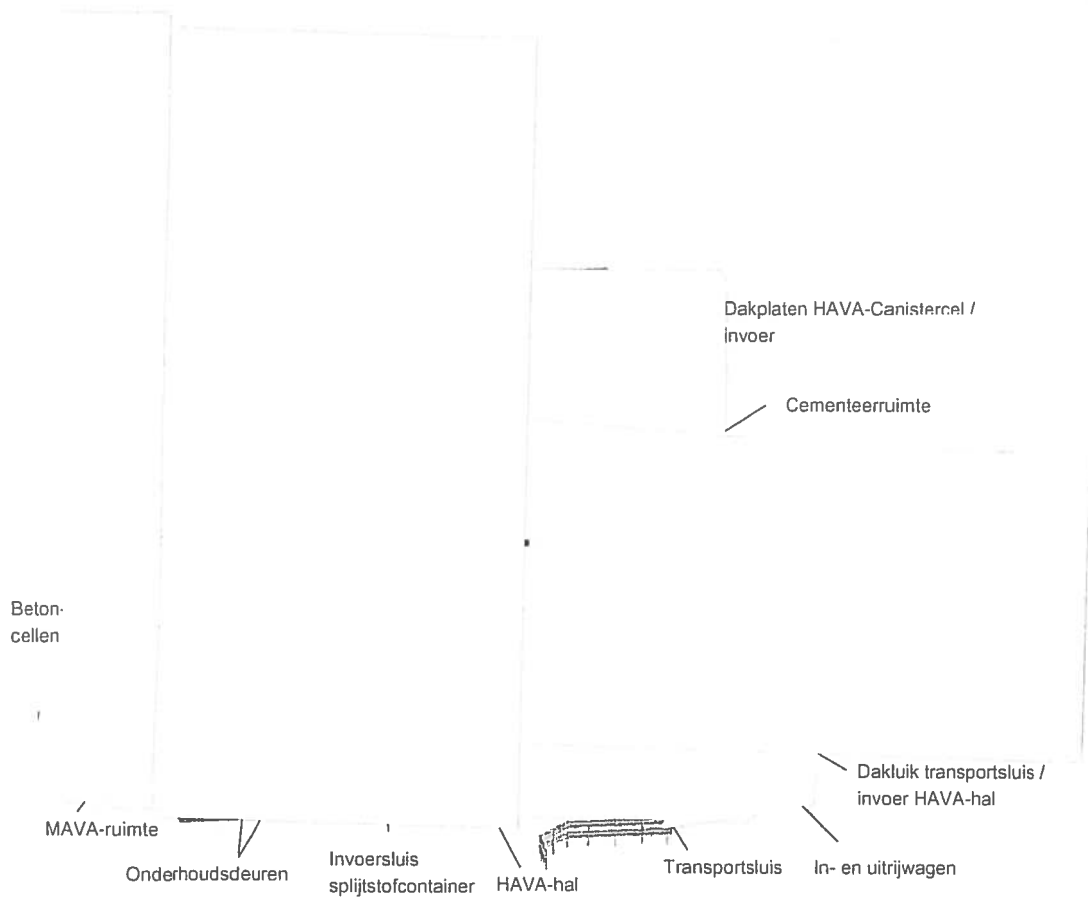 Dakplaten HAVA-Canistercel /
invoer
Cementeerruimte
Beton-
cellen
Dakluik transportsluis /
invoer HAVA-hal
MAVA-ruimte
Onderhoudsdeuren
Invoersluis
splijtstofcontainer
HAVA-hal
Transportsluis
In- en uitrijwagen